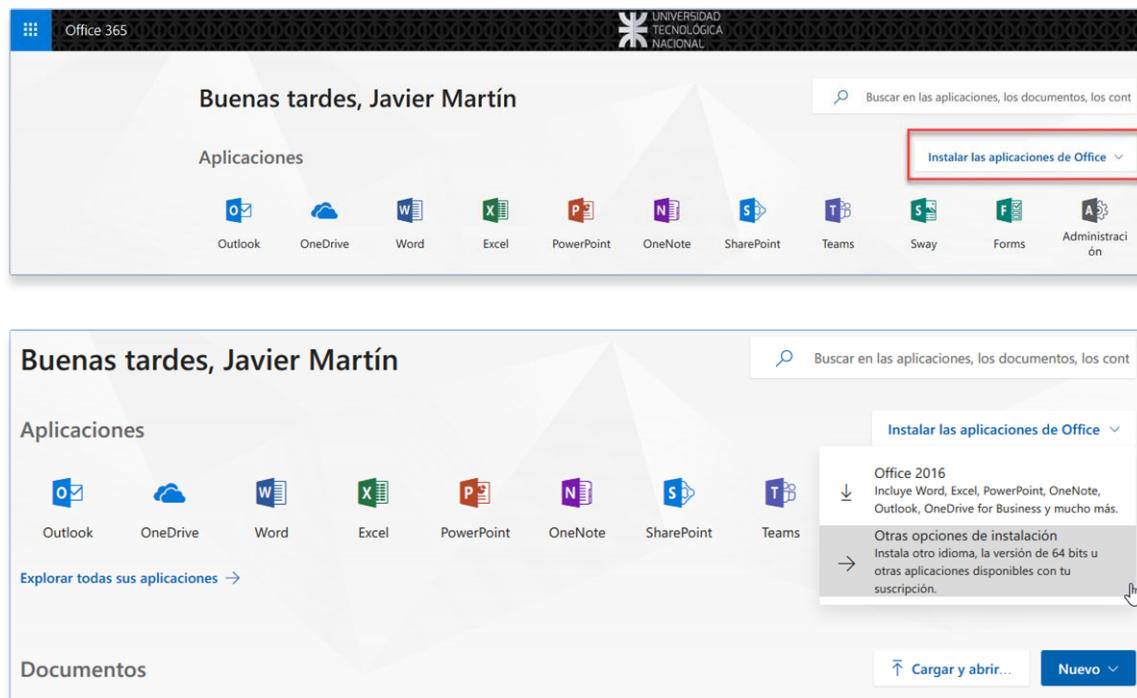 Office 365
UNIVERSIDAD
TECNOLÓGICA
NACIONAL
Buenas tardes, Javier Martín
Buscar en las aplicaciones, los documentos, los cont
Aplicaciones
Instalar las aplicaciones de Office
Outlook OneDrive Word Excel PowerPoint OneNote SharePoint Teams Sway Forms Administraci
ón
Buenas tardes, Javier Martín
Buscar en las aplicaciones, los documentos, los cont
Aplicaciones
Instalar las aplicaciones de Office
Office 2016
Incluye Word, Excel, PowerPoint, OneNote,
Outlook, OneDrive for Business y mucho más.
Outlook OneDrive Word Excel PowerPoint OneNote SharePoint Teams
Otras opciones de instalación
Instala otro idioma, la versión de 64 bits u
otras aplicaciones disponibles con tu
suscripción.
Explorar todas sus aplicaciones
Documentos
Cargar y abrir...
Nuevo